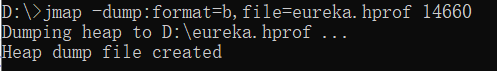 D:\>jmap -dump:format=b,file=eureka.hprof 14660
Dumping heap to D:\eureka.hprof ...
Heap dump file created